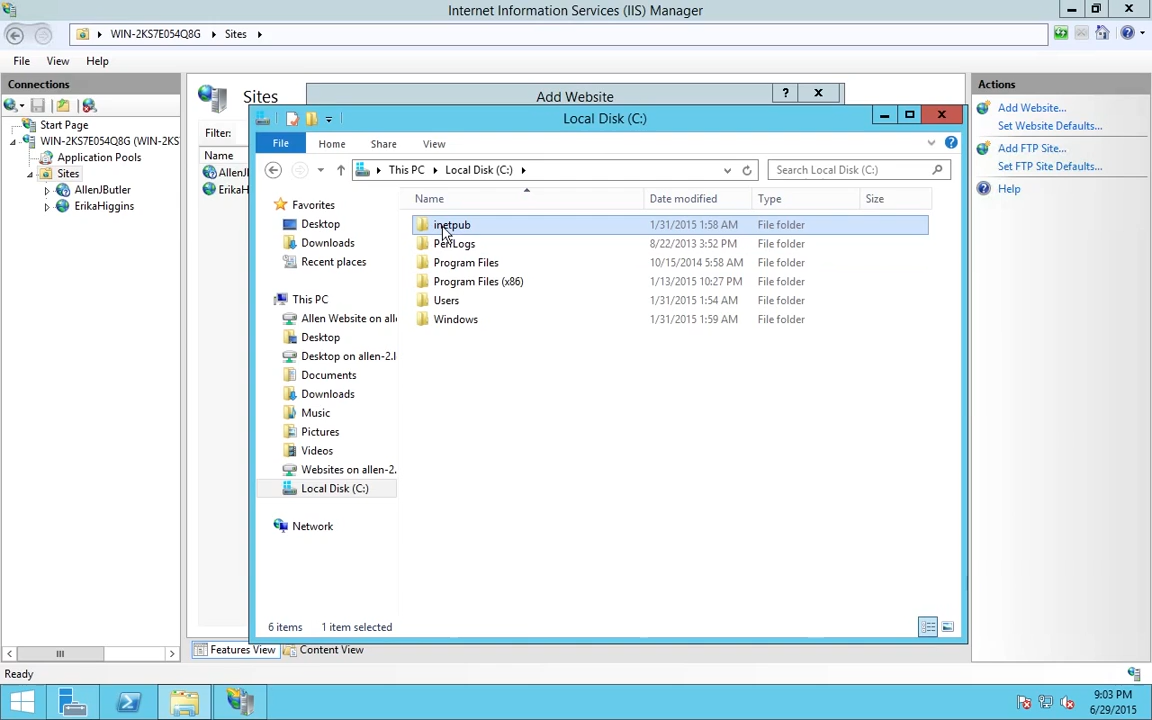 Internet Information Services (IIS) Manager
WIN-2KS7E054Q8G Sites
File View Help
Connections
Start Page
WIN-2KS7E054Q8G (WIN-2KS
Application Pools
Sites
AllenJButler
ErikaHiggins
Sites
Filter:
Name
AllenJ
ErikaH
Add Website
?
Local Disk (C:)
File Home Share View
This PC Local Disk (C:)
Search Local Disk (C:)
Favorites
Desktop
Downloads
Recent places
This PC
Allen Website on all
Desktop
Desktop on allen-2.l
Documents
Downloads
Music
Pictures
Videos
Websites on allen-2.
Local Disk (C:)
Network
Name Date modified Type Size
inetpub 1/31/2015 1:58 AM File folder
PerfLogs 8/22/2013 3:52 PM File folder
Program Files 10/15/2014 5:58 AM File folder
Program Files (x86) 1/13/2015 10:27 PM File folder
Users 1/31/2015 1:54 AM File folder
Windows 1/31/2015 1:59 AM File folder
6 items 1 item selected
Features View Content View
Actions
Add Website...
Set Website Defaults...
Add FTP Site...
Set FTP Site Defaults...
Help
Ready
9:03 PM
6/29/2015